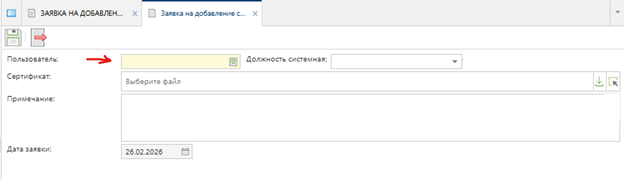 ЗАЯВКА НА ДОБАВЛЕН... Заявка на добавление с...
Пользователь: Должность системная:
Сертификат: Выберите файл
Примечание:
Дата заявки: 26.02.2026